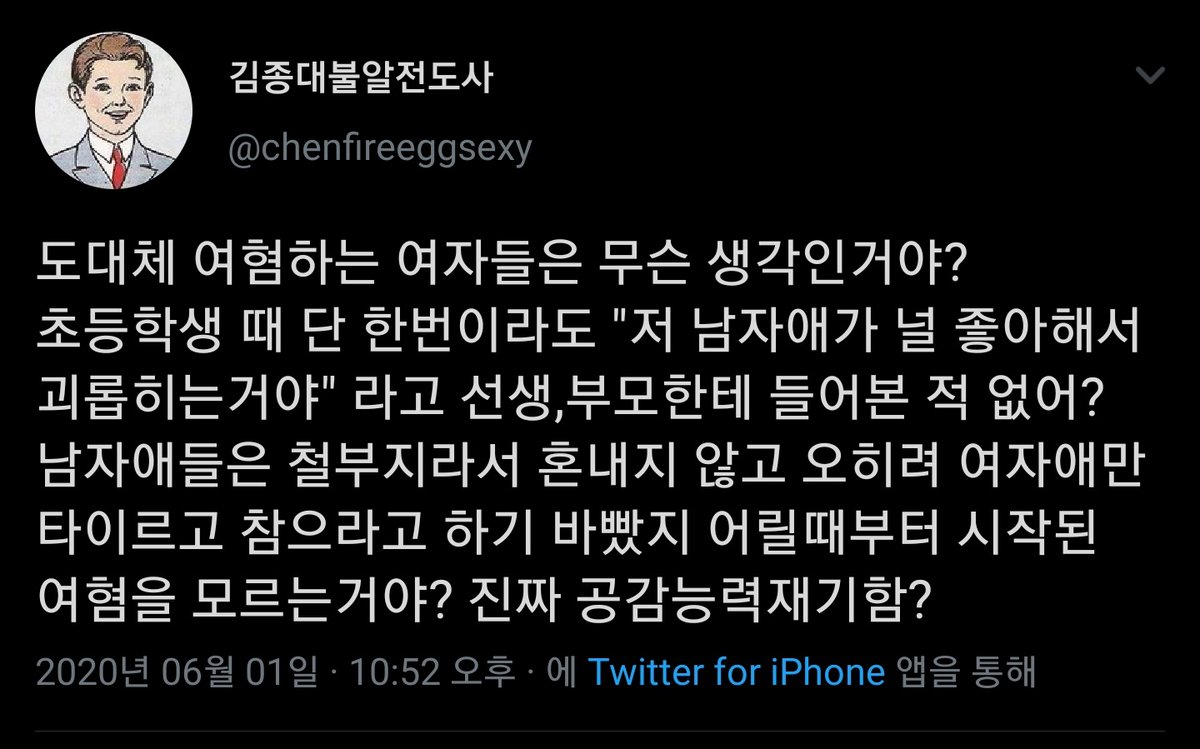 김종대불알전도사
@chenfireeggsexy
도대체 여혐하는 여자들은 무슨 생각인거야?
초등학생 때 단 한번이라도 "저 남자애가 널 좋아해서
괴롭히는거야" 라고 선생,부모한테 들어본 적 없어?
남자애들은 철부지라서 혼내지 않고 오히려 여자애만
타이르고 참으라고 하기 바빴지 어릴때부터 시작된
여혐을 모르는거야? 진짜 공감능력재기함?
2020년 06월 01일 · 10:52 오후 · 에 Twitter for iPhone 앱을 통해